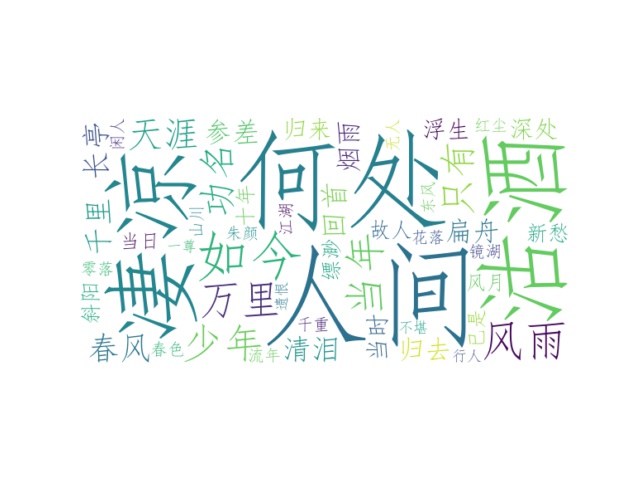 长亭
闲人
天涯
参差
归来
烟雨
无人
浮生
红尘
深处
凄凉
功名
何处
只有
沽酒
千里
山川
十年
江湖
回首
东风
当日
一尊
朱颜
故人
花落
扁舟
新愁
如今
人间
缥渺
当年
镜湖
斜阳
零落
万里
遗恨
风月
千重
当时
不堪
已是
风雨
春风
春色
少年
流年
清泪
归去
行人